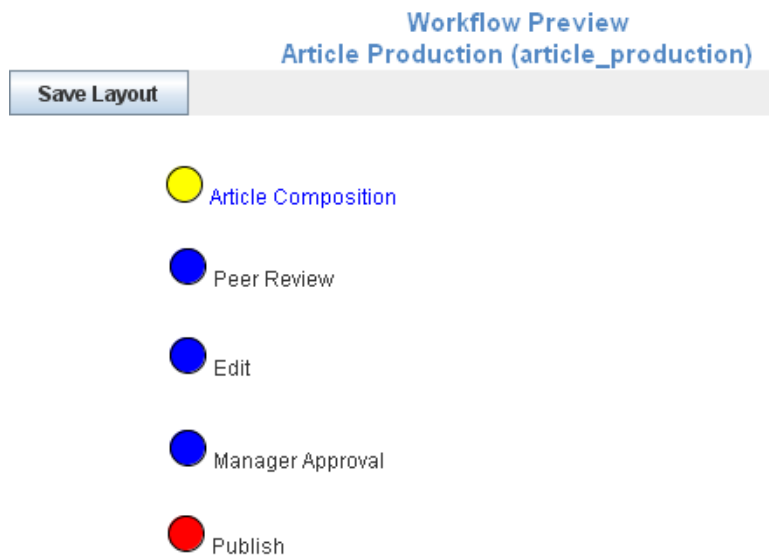 Workflow Preview
Article Production (article_production)
Save Layout
Article Composition
Peer Review
Edit
Manager Approval
Publish